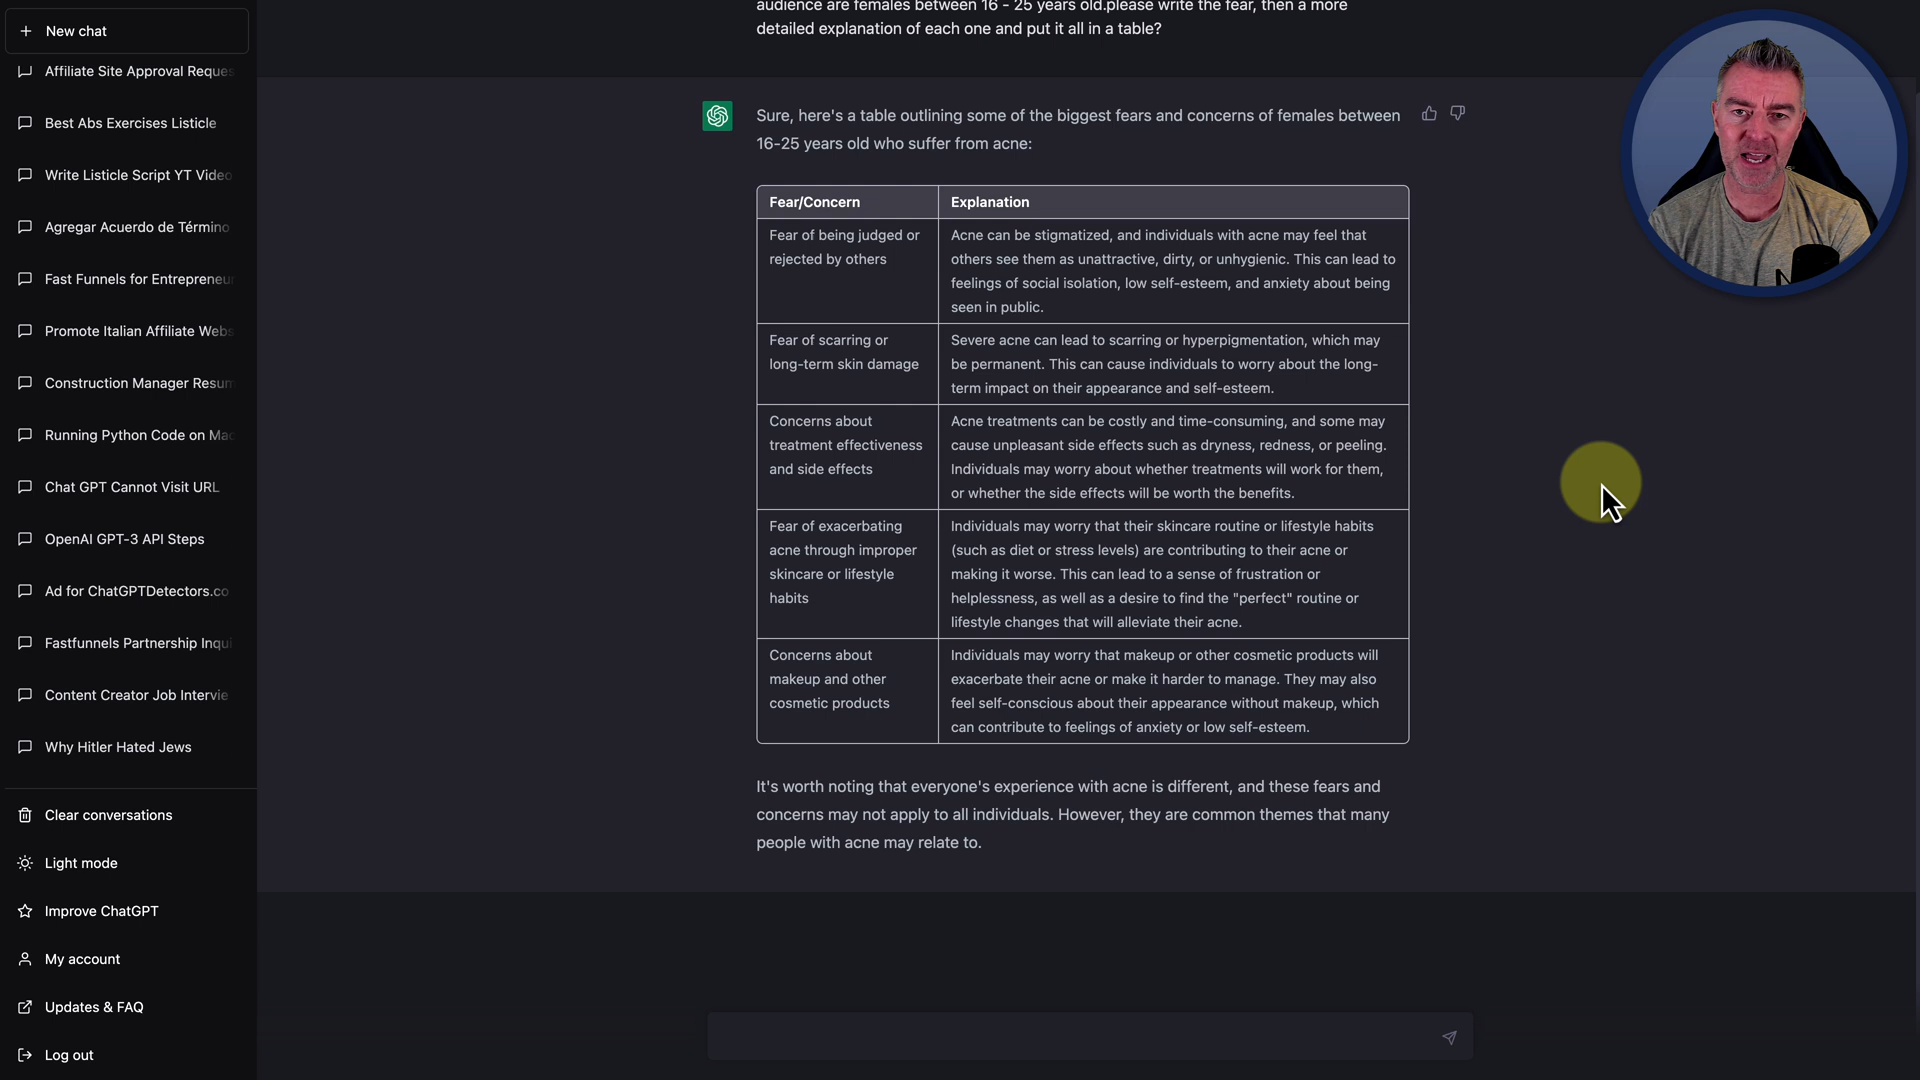 New chat
Affiliate Site Approval Reques
Best Abs Exercises Listicle
Write Listicle Script YT Video
Agregar Acuerdo de Término
Fast Funnels for Entrepreneur
Promote Italian Affiliate Webs
Construction Manager Resum
Running Python Code on Mac
Chat GPT Cannot Visit URL
OpenAI GPT-3 API Steps
Ad for ChatGPTDetectors.co
Fastfunnels Partnership Inqui
Content Creator Job Intervie
Why Hitler Hated Jews
Clear conversations
Light mode
Improve ChatGPT
My account
Updates & FAQ
Log out
audience are females between 16 - 25 years old.please write the fear, then a more
detailed explanation of each one and put it all in a table?
Sure, here's a table outlining some of the biggest fears and concerns of females between
16-25 years old who suffer from acne:
Fear/Concern
Explanation
Fear of being judged or
rejected by others
Acne can be stigmatized, and individuals with acne may feel that
others see them as unattractive, dirty, or unhygienic. This can lead to
feelings of social isolation, low self-esteem, and anxiety about being
seen in public.
Fear of scarring or
long-term skin damage
Severe acne can lead to scarring or hyperpigmentation, which may
be permanent. This can cause individuals to worry about the long-
term impact on their appearance and self-esteem.
Concerns about
treatment effectiveness
and side effects
Acne treatments can be costly and time-consuming, and some may
cause unpleasant side effects such as dryness, redness, or peeling.
Individuals may worry about whether treatments will work for them,
or whether the side effects will be worth the benefits.
Fear of exacerbating
acne through improper
skincare or lifestyle
habits
Individuals may worry that their skincare routine or lifestyle habits
(such as diet or stress levels) are contributing to their acne or
making it worse. This can lead to a sense of frustration or
helplessness, as well as a desire to find the "perfect" routine or
lifestyle changes that will alleviate their acne.
Concerns about
makeup and other
cosmetic products
Individuals may worry that makeup or other cosmetic products will
exacerbate their acne or make it harder to manage. They may also
feel self-conscious about their appearance without makeup, which
can contribute to feelings of anxiety or low self-esteem.
It's worth noting that everyone's experience with acne is different, and these fears and
concerns may not apply to all individuals. However, they are common themes that many
people with acne may relate to.